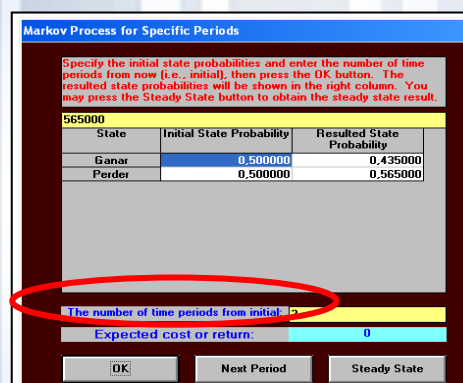 Markov Process for Specific Periods
Specify the initial state probabilities and enter the number of time
periods from now (i.e., initial), then press the OK button. The
resulted state probabilities will be shown in the right column. You
may press the Steady State button to obtain the steady state result.
565000
State Initial State Probability Resulted State
Probability
Ganar 0,500000 0,435000
Perder 0,500000 0,565000
The number of time periods from initial:
Expected cost or return: 0
OK Next Period Steady State